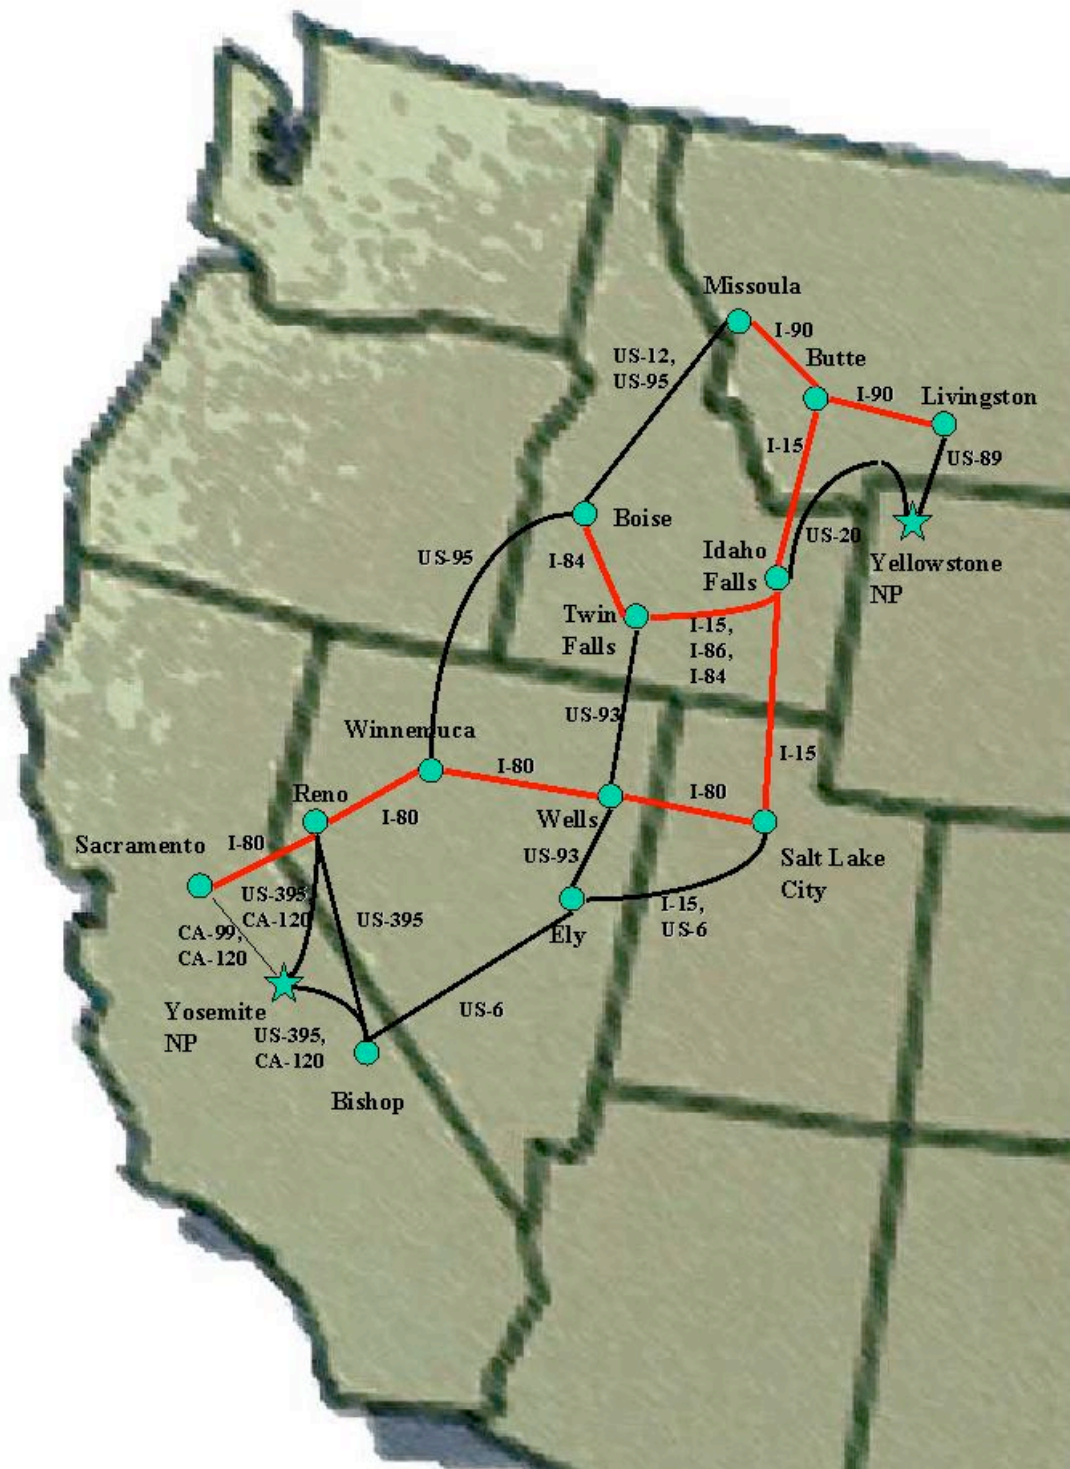 Missoula
I-90
US-12,
US-95
Butte
I-90
Livingston
I-15
US-89
Boise
US-95
I-84
US-20
Idaho
Falls
Yellowstone
NP
Twin
Falls
I-15,
I-86,
I-84
US-93
Winnemuca
I-80
I-15
Reno
I-80
I-80
Wells
Sacramento
I-80
US-93
Salt Lake
City
US-395,
CA-120
US-395
I-15,
US-6
CA-99,
CA-120
Ely
Yosemite
NP
US-6
US-395,
CA-120
Bishop